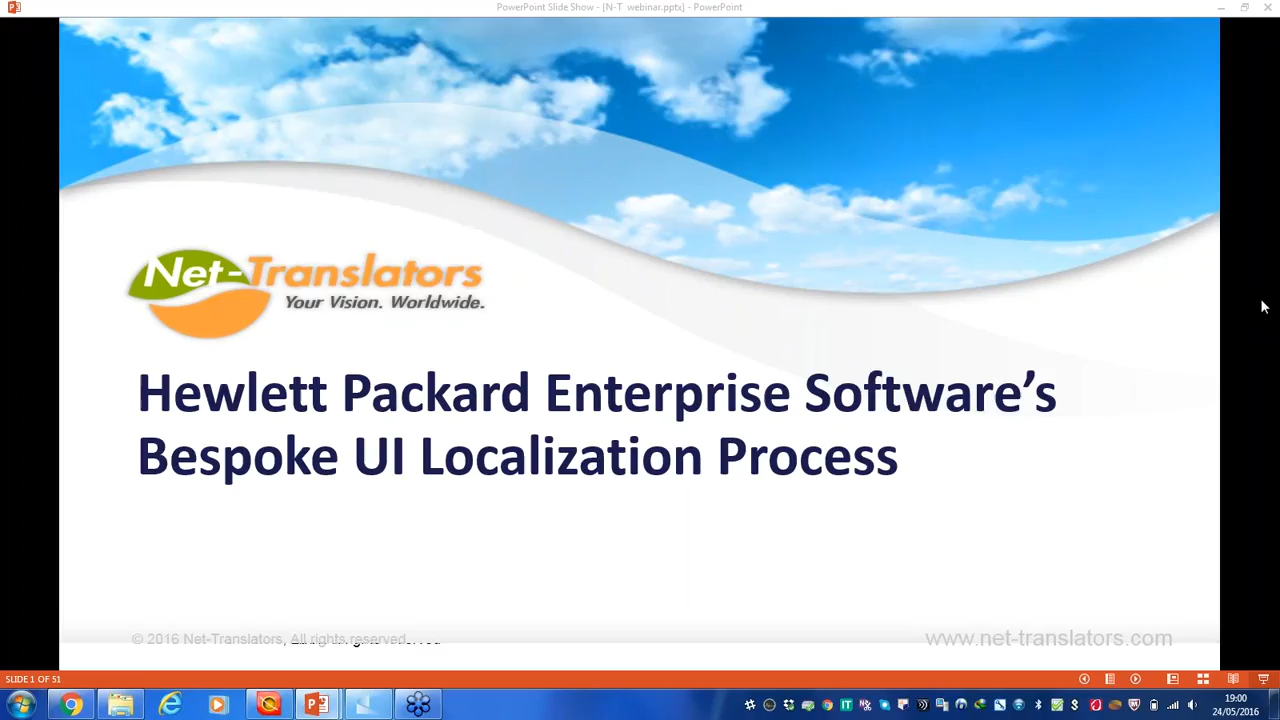 PowerPoint Slide Show - [N-T webinar.pptx] - PowerPoint
Net-Translators
Your Vision. Worldwide.
Hewlett Packard Enterprise Software’s
Bespoke UI Localization Process
© 2016 Net-Translators, All rights reserved
www.net-translators.com
SLIDE 1 OF 51
19:00
24/05/2016